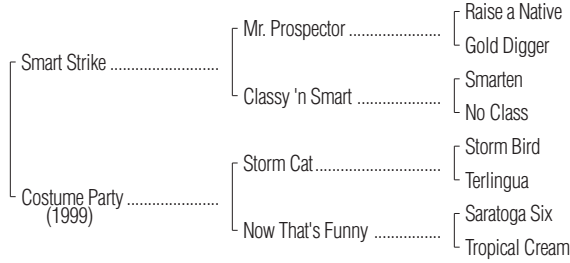 Raise a Native
Mr. Prospector ....................
Gold Digger
Smart Strike ........................
Smarten
Classy 'n Smart ..................
No Class
Storm Bird
Storm Cat...........................
Terlingua
Costume Party ....................
(1999)
Saratoga Six
Now That's Funny ...............
Tropical Cream